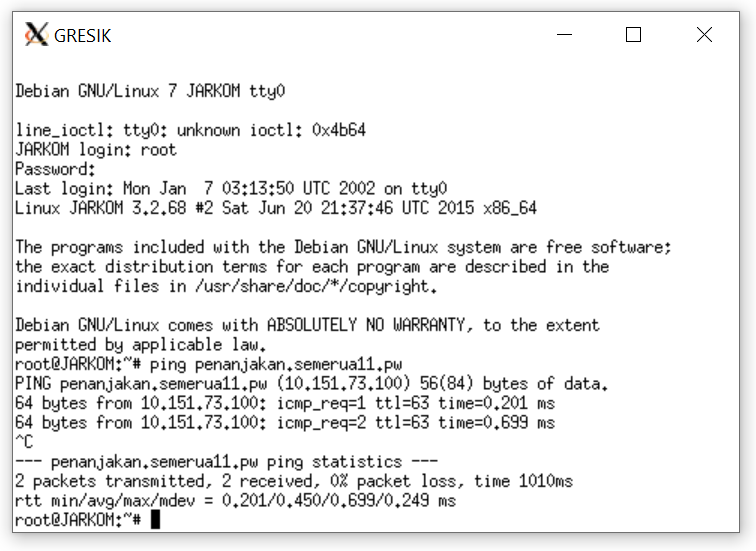 GRESIK
Debian GNU/Linux 7 JARKOM tty0
line_ioctl: tty0: unknown ioctl: 0x4b64
JARKOM login: root
Password:
Last login: Mon Jan  7 03:13:50 UTC 2002 on tty0
Linux JARKOM 3.2.68 #2 Sat Jun 20 21:37:46 UTC 2015 x86_64
The programs included with the Debian GNU/Linux system are free software;
the exact distribution terms for each program are described in the
individual files in /usr/share/doc/*/copyright.
Debian GNU/Linux comes with ABSOLUTELY NO WARRANTY, to the extent
permitted by applicable law.
root@JARKOM:~# ping penanjakan.semerua11.pw
PING penanjakan.semerua11.pw (10.151.73.100) 56(84) bytes of data.
64 bytes from 10.151.73.100: icmp_req=1 ttl=63 time=0.201 ms
64 bytes from 10.151.73.100: icmp_req=2 ttl=63 time=0.699 ms
^C
--- penanjakan.semerua11.pw ping statistics ---
2 packets transmitted, 2 received, 0% packet loss, time 1010ms
rtt min/avg/max/mdev = 0.201/0.450/0.699/0.249 ms
root@JARKOM:~#